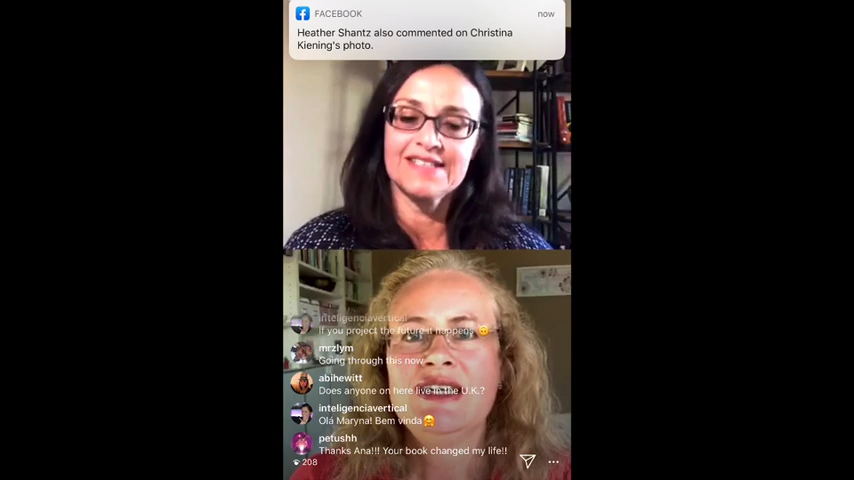 FACEBOOK
now
Heather Shantz also commented on Christina
Kiening's photo.
inteligenciavertical
If you project the future it happens 🙃
mrzlym
Going through this now
abihewitt
Does anyone on here live in the U.K.?
inteligenciavertical
Olá Maryna! Bem vinda🤗
petushh
Thanks Ana!!! Your book changed my life!!
208